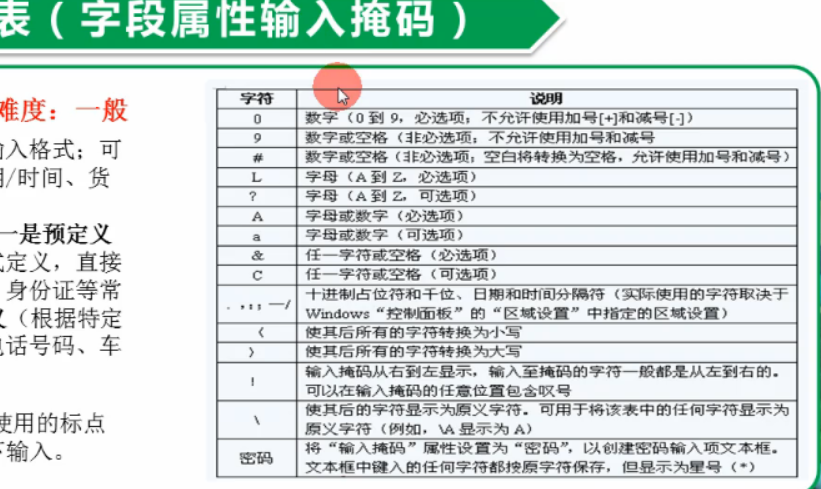 表（字段属性输入掩码）
难度：一般
输入格式；可
/时间、货
一是预定义
式定义，直接
身份证等常
（根据特定
电话号码、车
使用的标点
下输入。
字符 说明
0 数字（0 到 9，必选项；不允许使用加号[+]和减号[-]）
9 数字或空格（非必选项；不允许使用加号和减号
# 数字或空格（非必选项；空白将转换为空格，允许使用加号和减号）
L 字母（A 到 Z，必选项）
? 字母（A 到 Z，可选项）
A 字母或数字（必选项）
a 字母或数字（可选项）
& 任一字符或空格（必选项）
C 任一字符或空格（可选项）
. , : ; —/ 十进制占位符和千位、日期和时间分隔符（实际使用的字符取决于
Windows“控制面板”的“区域设置”中指定的区域设置）
〈 使其后所有的字符转换为小写
〉 使其后所有的字符转换为大写
! 输入掩码从右到左显示，输入至掩码的字符一般都是从左到右的。
可以在输入掩码的任意位置包含叹号
\ 使其后的字符显示为原义字符。可用于将该表中的任何字符显示为
原义字符（例如，\A 显示为 A）
密码 将“输入掩码”属性设置为“密码”，以创建密码输入项文本框。
文本框中键入的任何字符都按原字符保存，但显示为星号（*）